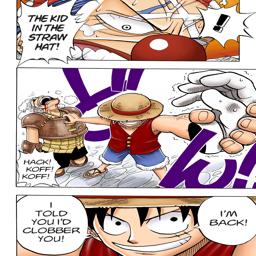 THE KID
IN THE
STRAW
HAT!
!
HACK!
KOFF!
KOFF!
I
TOLD
YOU I'D
CLOBBER
YOU!
I'M
BACK!